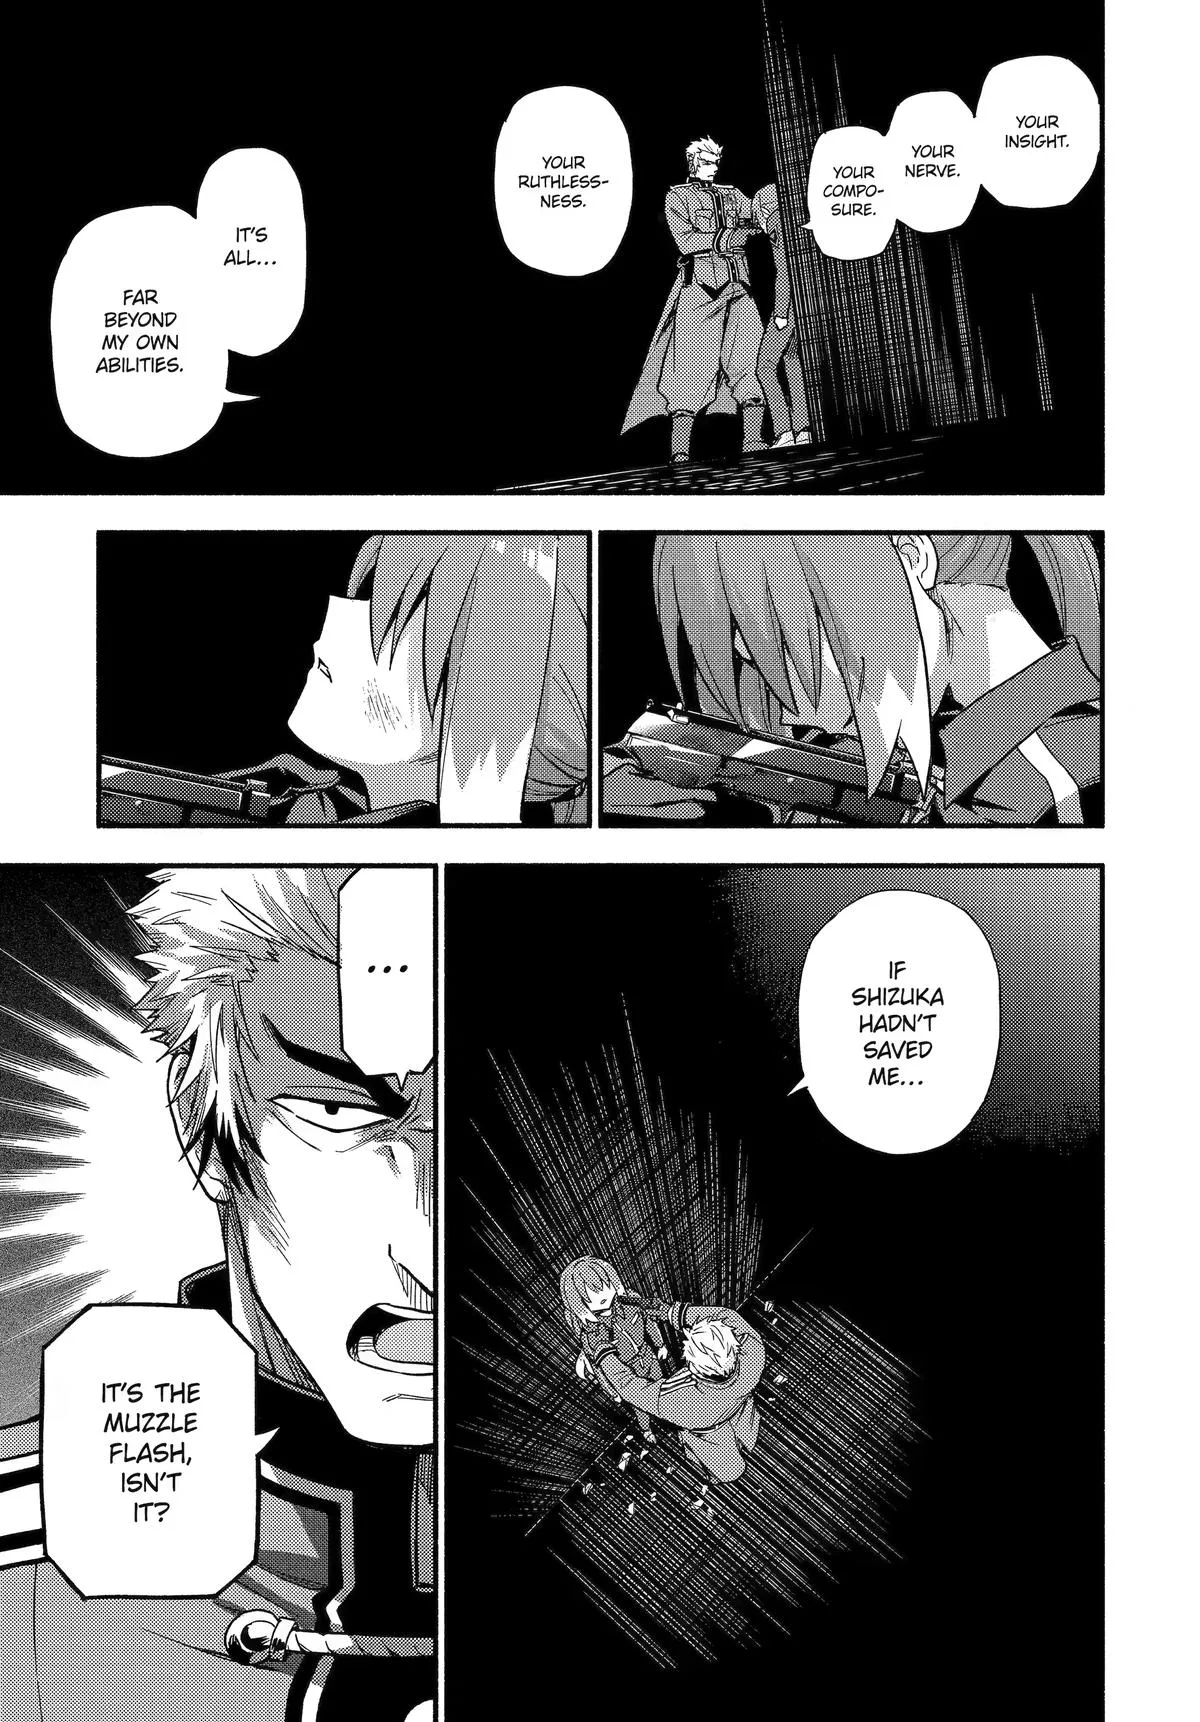 YOUR
INSIGHT.
YOUR
NERVE.
YOUR
COMPO-
SURE.
YOUR
RUTHLESS-
NESS.
IT'S
ALL...
FAR
BEYOND
MY OWN
ABILITIES.
IF
SHIZUKA
HADN'T
SAVED
ME...
...
IT'S THE
MUZZLE
FLASH,
ISN'T
IT?